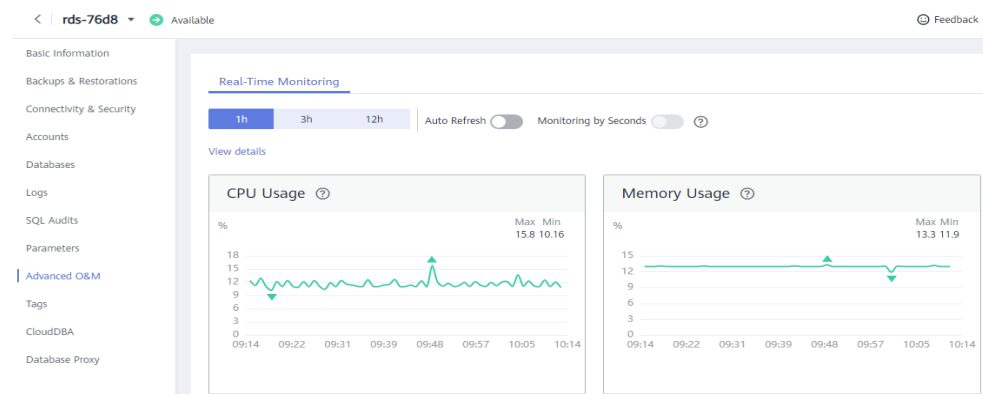 rds-76d8 Available Feedback
Basic Information
Backups & Restorations
Connectivity & Security
Accounts
Databases
Logs
SQL Audits
Parameters
Advanced O&M
Tags
CloudDBA
Database Proxy
Real-Time Monitoring
1h 3h 12h Auto Refresh Monitoring by Seconds ?
View details
CPU Usage ?
% Max Min
15.8 10.16
18
15
12
9
6
3
0
09:14 09:22 09:31 09:39 09:48 09:57 10:05 10:14
Memory Usage ?
% Max Min
13.3 11.9
15
12
9
6
3
0
09:14 09:22 09:31 09:39 09:48 09:57 10:05 10:14